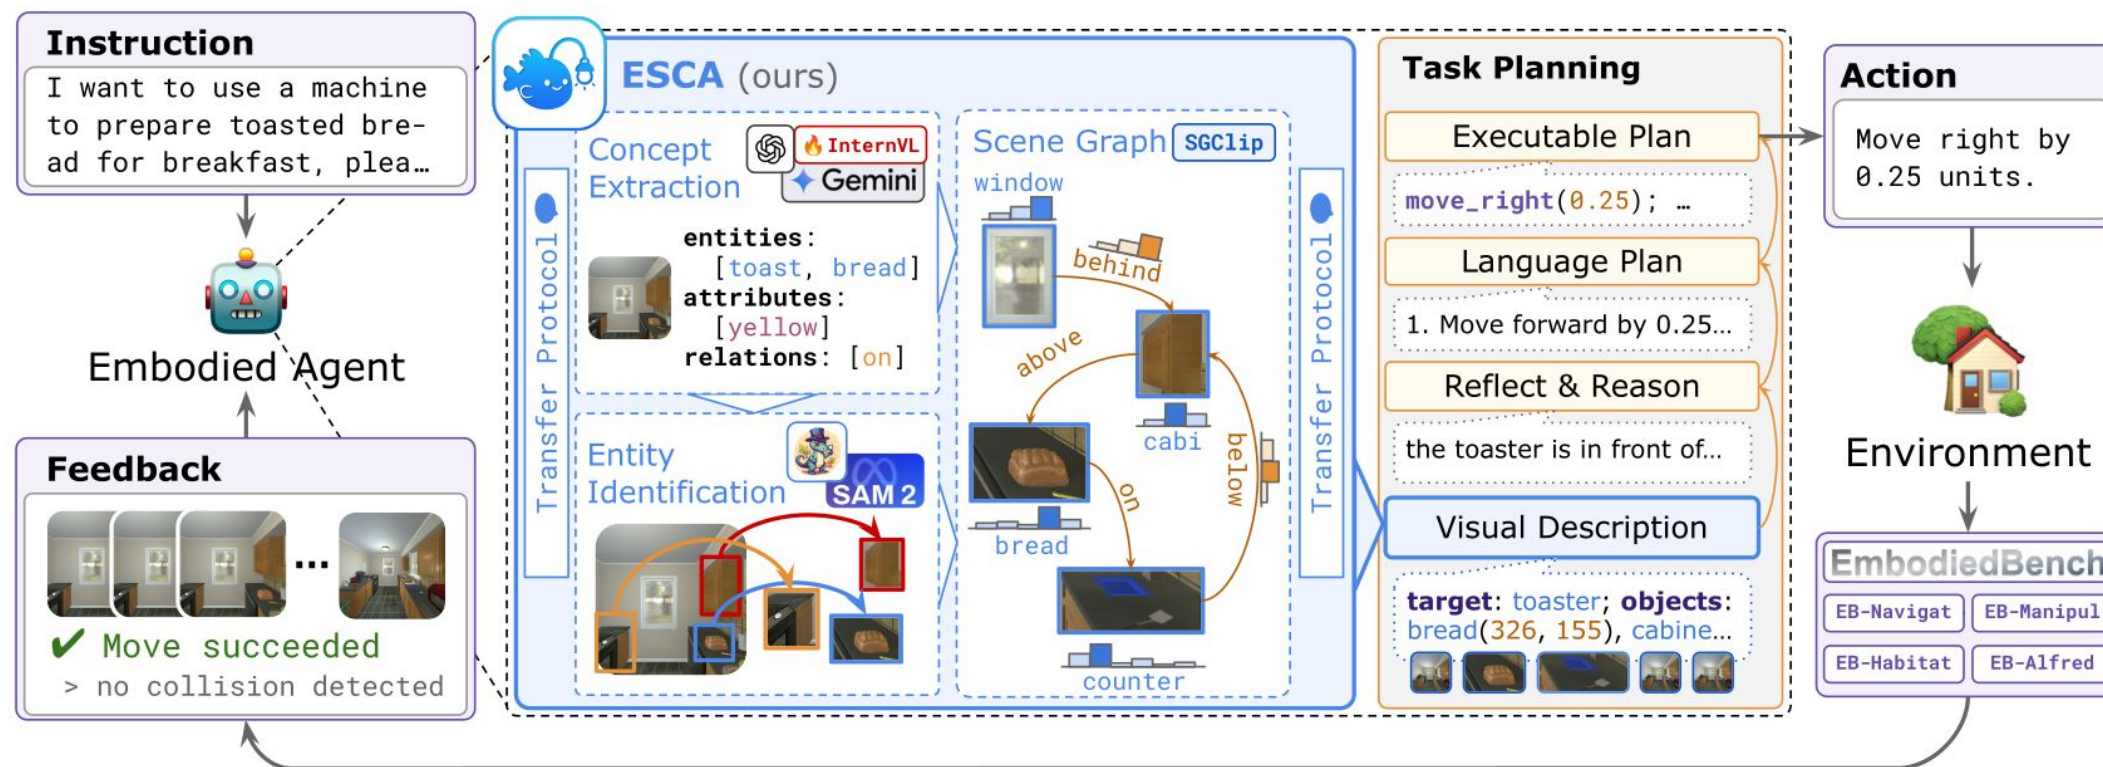 Instruction
I want to use a machine
to prepare toasted bre-
ad for breakfast, plea…
Embodied Agent
Feedback
...
✔ Move succeeded
> no collision detected
ESCA (ours)
Transfer Protocol
Concept
Extraction
InternVL
Gemini
entities:
[toast, bread]
attributes:
[yellow]
relations: [on]
Entity
Identification
SAM 2
Scene Graph SGClip
window
behind
above
cabi
below
on
bread
counter
Transfer Protocol
Task Planning
Executable Plan
move_right(0.25); …
Language Plan
1. Move forward by 0.25…
Reflect & Reason
the toaster is in front of…
Visual Description
target: toaster; objects:
bread(326, 155), cabine…
Action
Move right by
0.25 units.
Environment
EmbodiedBench
EB-Navigat EB-Manipul
EB-Habitat EB-Alfred